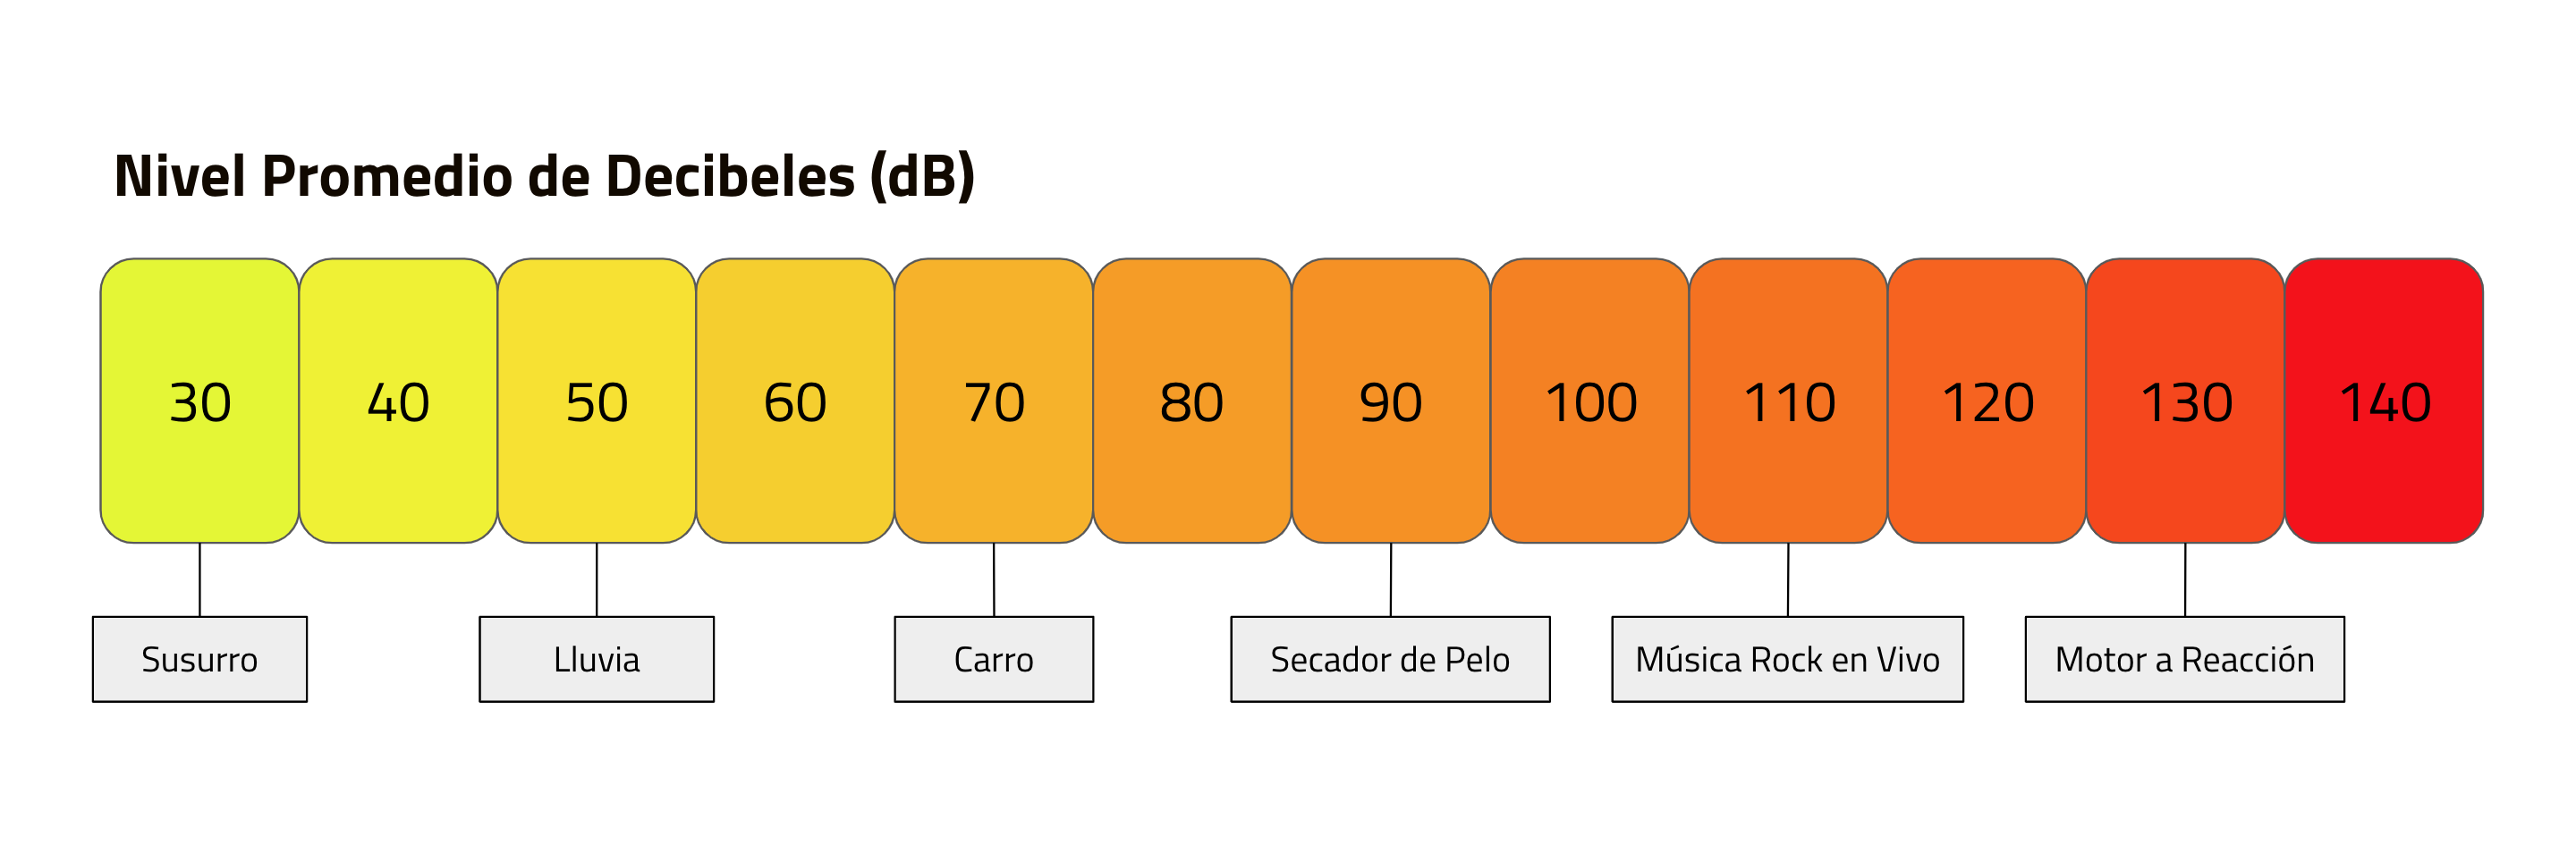 Nivel Promedio de Decibeles (dB)
30 40 50 60 70 80 90 100 110 120 130 140
Susurro Lluvia Carro Secador de Pelo Música Rock en Vivo Motor a Reacción